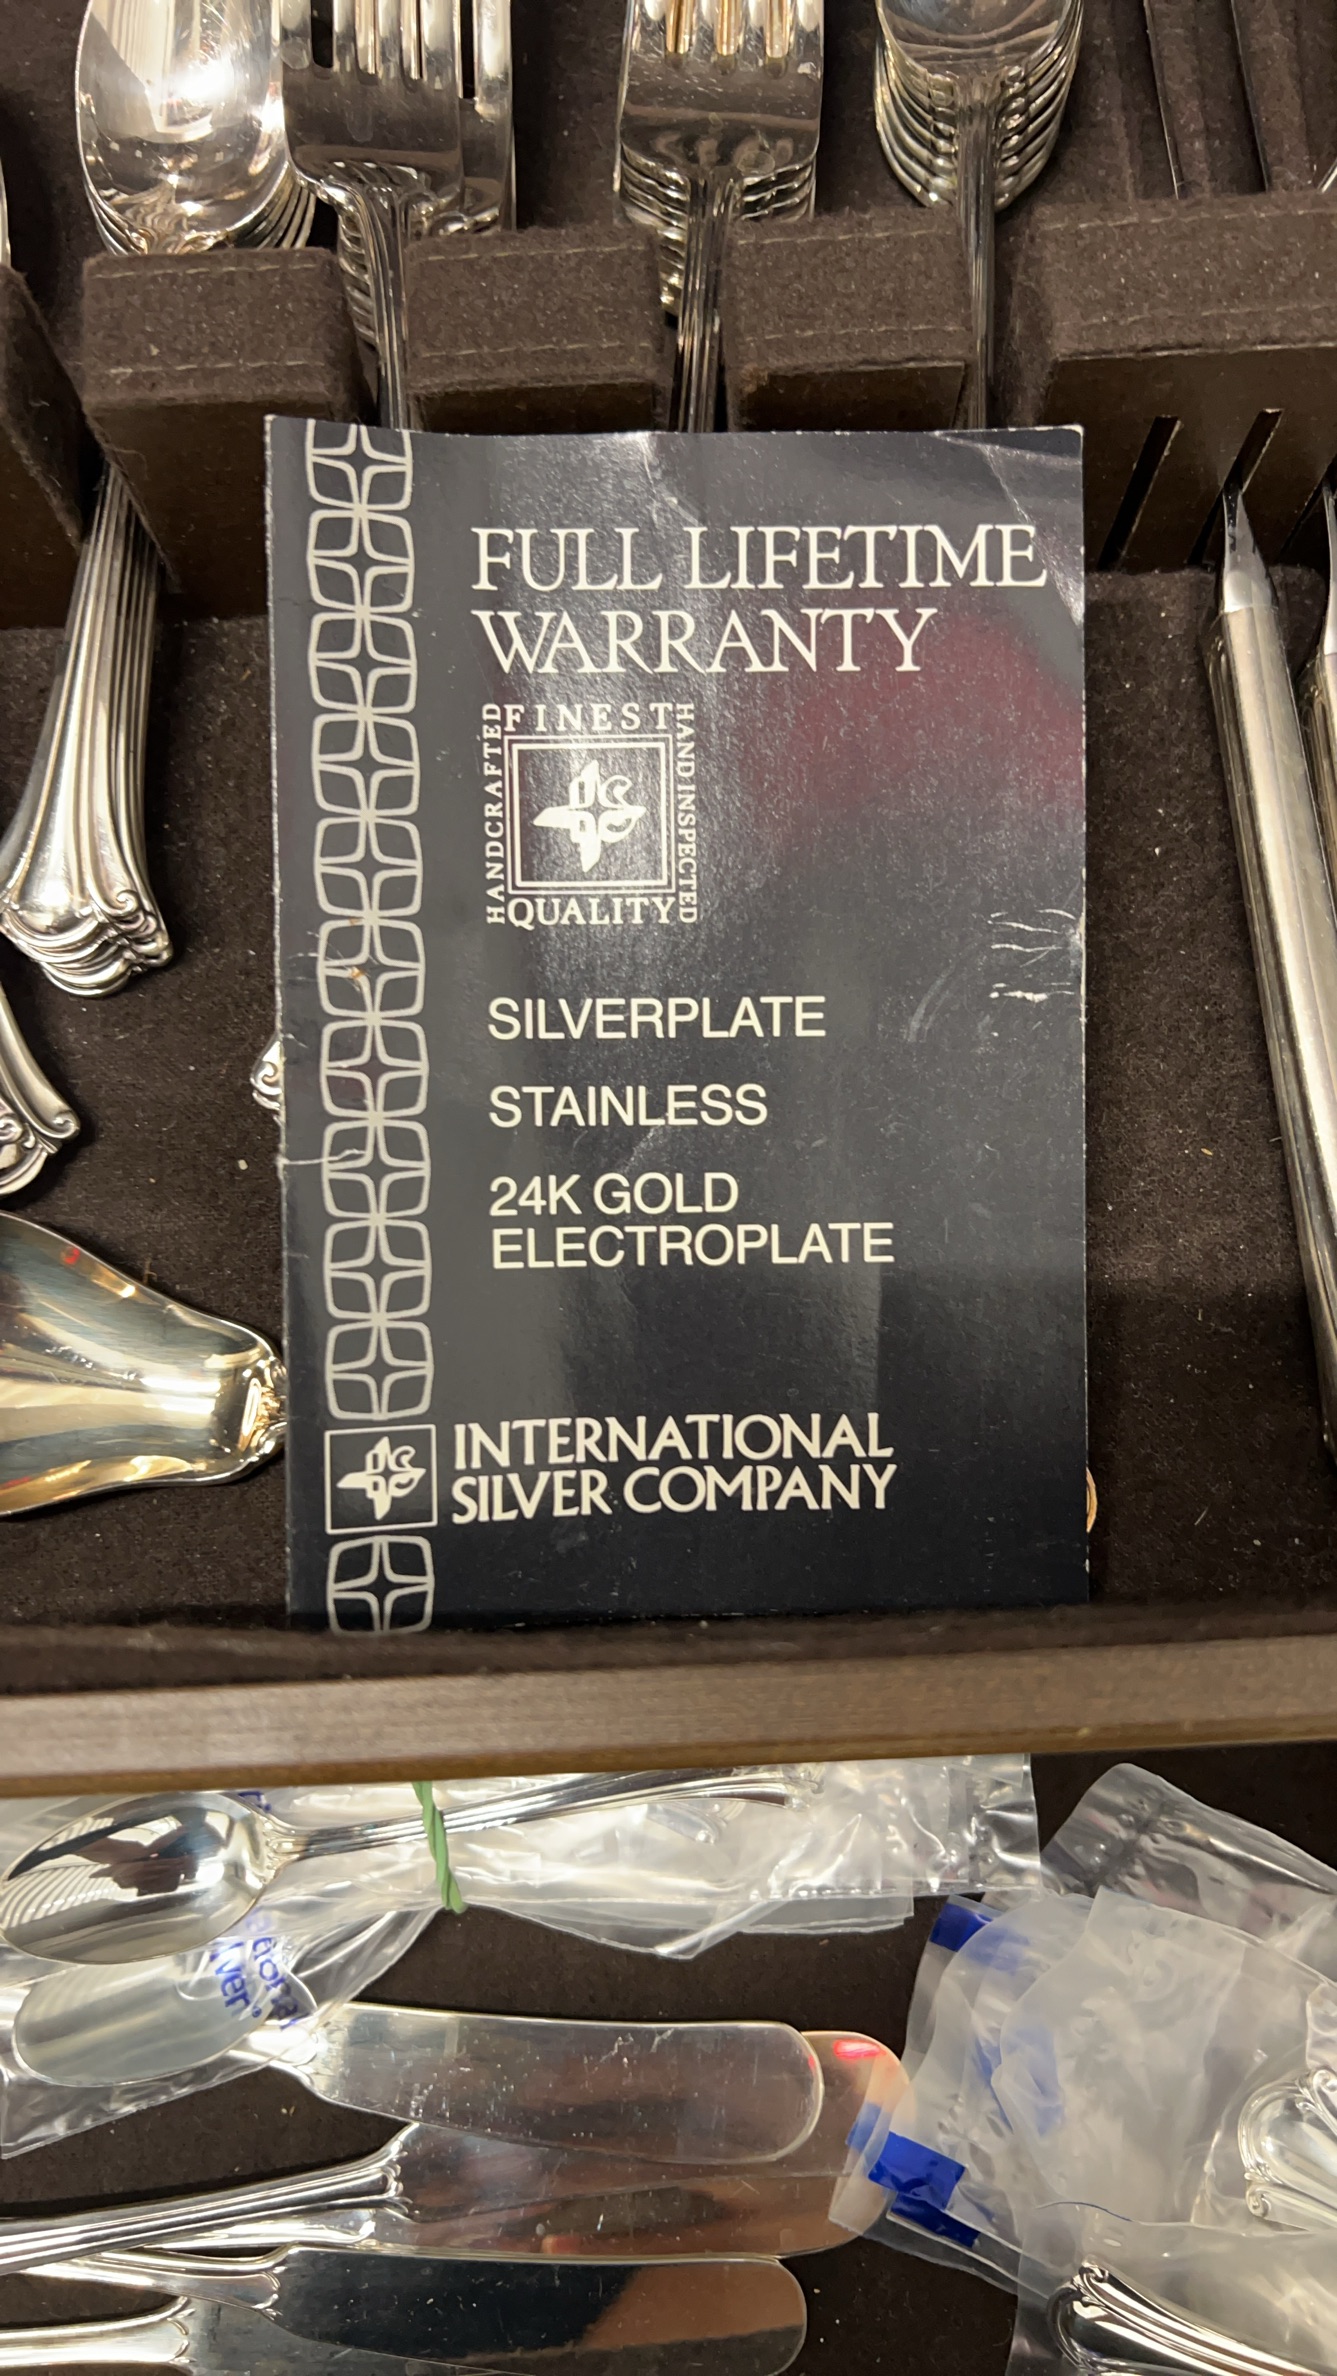 FULL LIFETIME
WARRANTY
FINEST
HANDCRAFTED
HAND INSPECTED
QUALITY
SILVERPLATE
STAINLESS
24K GOLD
ELECTROPLATE
INTERNATIONAL
SILVER COMPANY